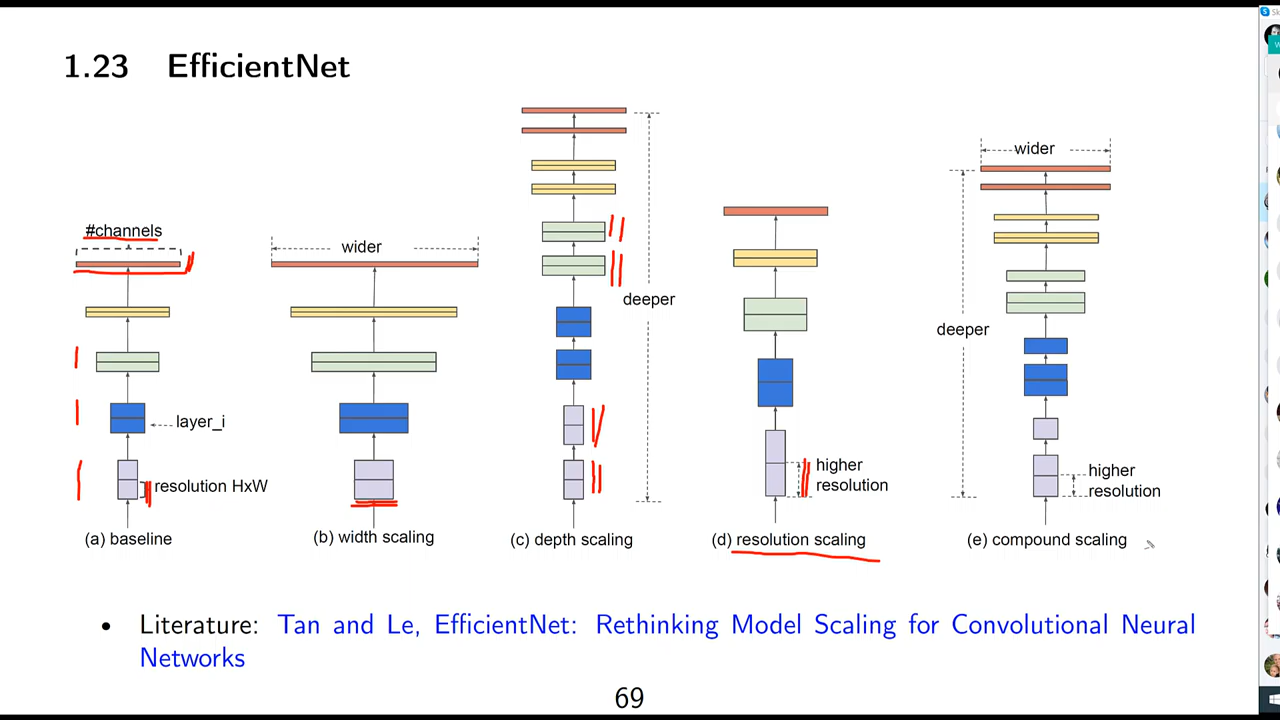 1.23 EfficientNet
#channels
layer_i
resolution HxW
(a) baseline
wider
(b) width scaling
deeper
(c) depth scaling
higher
resolution
(d) resolution scaling
wider
deeper
higher
resolution
(e) compound scaling
• Literature: Tan and Le, EfficientNet: Rethinking Model Scaling for Convolutional Neural
Networks
69